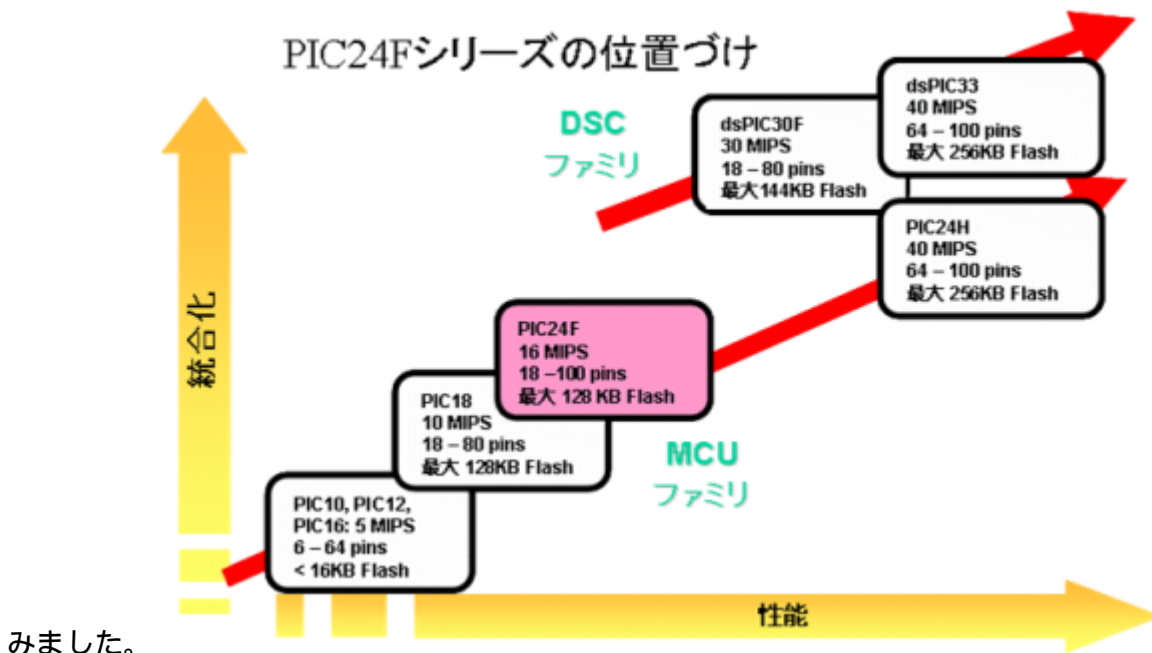 PIC24Fシリーズの位置づけ
DSC
ファミリ
dsPIC30F
30 MIPS
18 – 80 pins
最大144KB Flash
dsPIC33
40 MIPS
64 – 100 pins
最大 256KB Flash
PIC24H
40 MIPS
64 – 100 pins
最大 256KB Flash
統合化
PIC24F
16 MIPS
18 –100 pins
最大 128 KB Flash
PIC18
10 MIPS
18 – 80 pins
最大 128KB Flash
MCU
ファミリ
PIC10, PIC12,
PIC16: 5 MIPS
6 – 64 pins
< 16KB Flash
性能
みました。